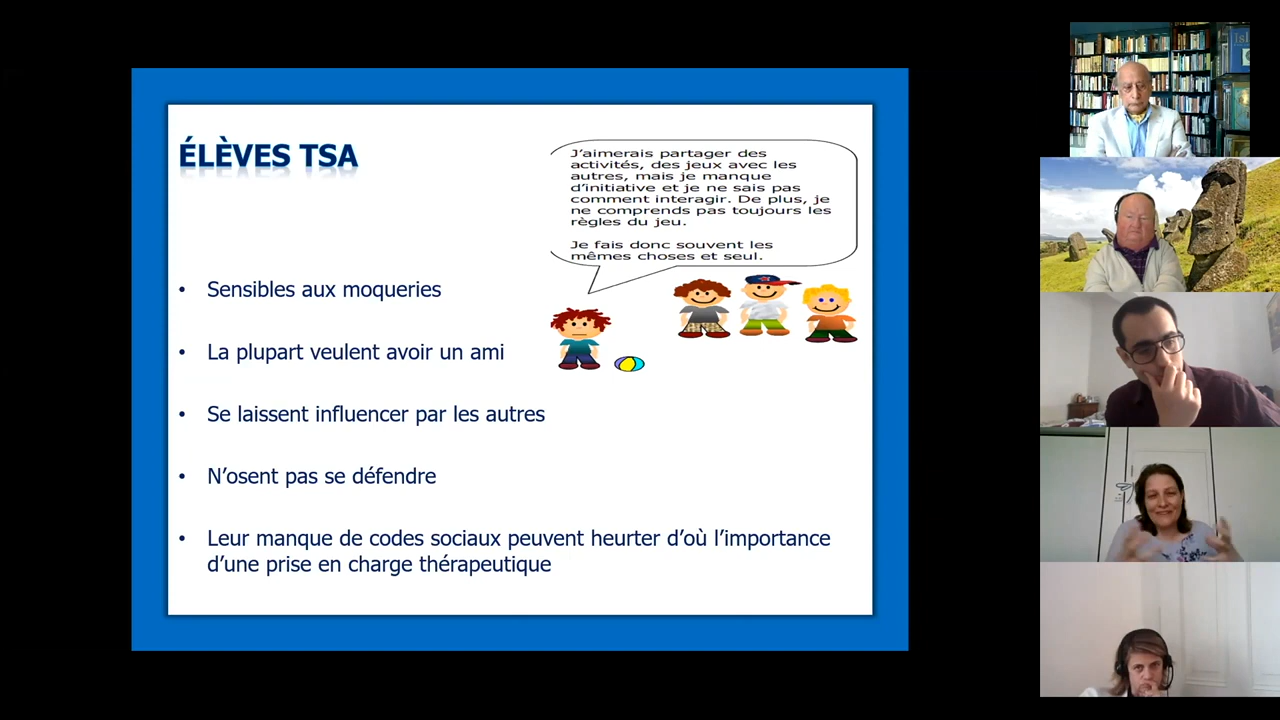 ÉLÈVES TSA
J'aimerais partager des
activités, des jeux avec les
autres, mais je manque
d'initiative et je ne sais pas
comment interagir. De plus, je
ne comprends pas toujours les
règles du jeu.
Je fais donc souvent les
mêmes choses et seul.
• Sensibles aux moqueries
• La plupart veulent avoir un ami
• Se laissent influencer par les autres
• N'osent pas se défendre
• Leur manque de codes sociaux peuvent heurter d'où l'importance
d'une prise en charge thérapeutique